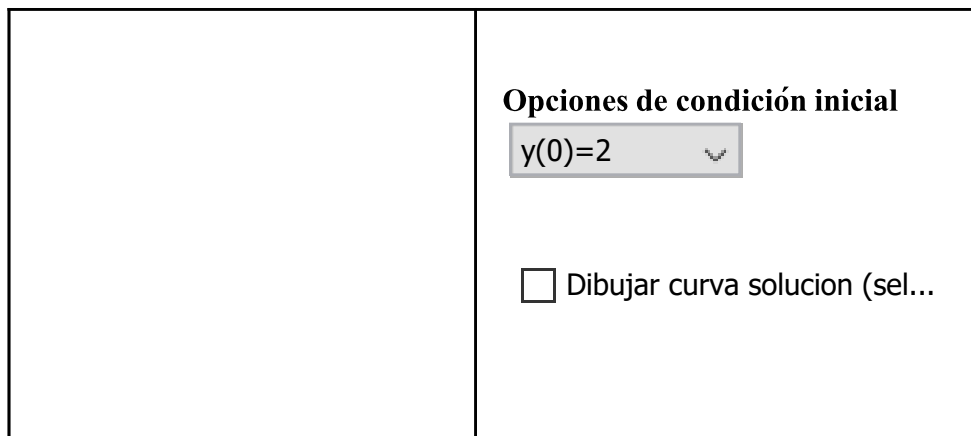 Opciones de condición inicial
y(0)=2
Dibujar curva solucion (sel...